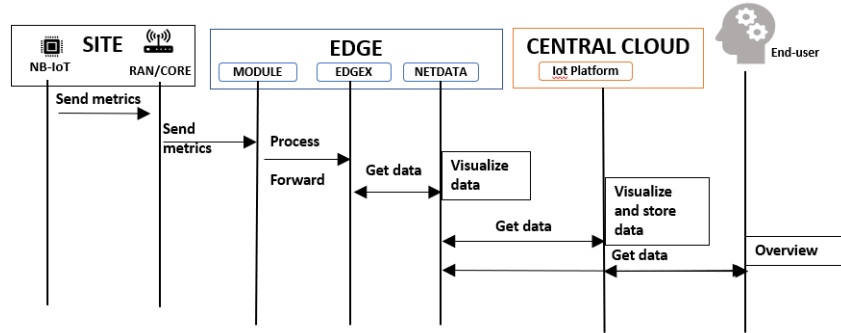 SITE
NB-IoT
RAN/CORE
EDGE
MODULE
EDGEX
NETDATA
CENTRAL CLOUD
Iot Platform
End-user
Send metrics
Send
metrics
Process
Forward
Get data
Visualize
data
Visualize
and store
data
Get data
Get data
Overview